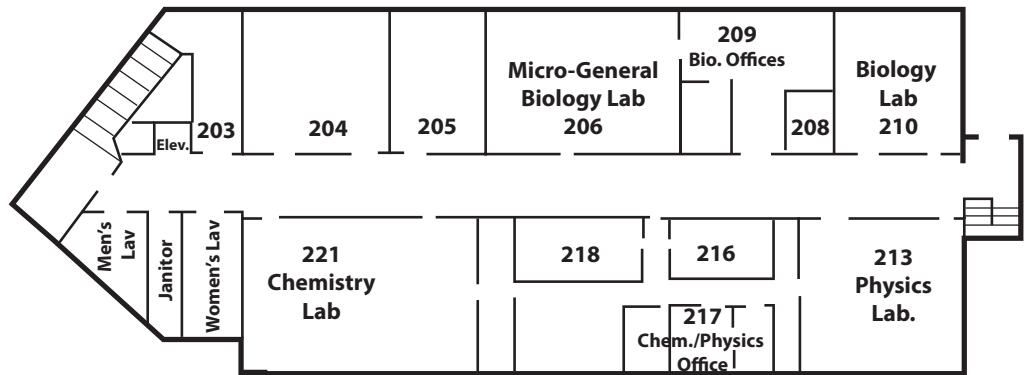 209
Bio. Offices
Micro-General
Biology Lab
206
Biology
Lab
210
203
204
205
208
Elev.
Men's
Lav
Janitor
Women's Lav
221
Chemistry
Lab
218
216
213
Physics
Lab.
217
Chem./Physics
Office